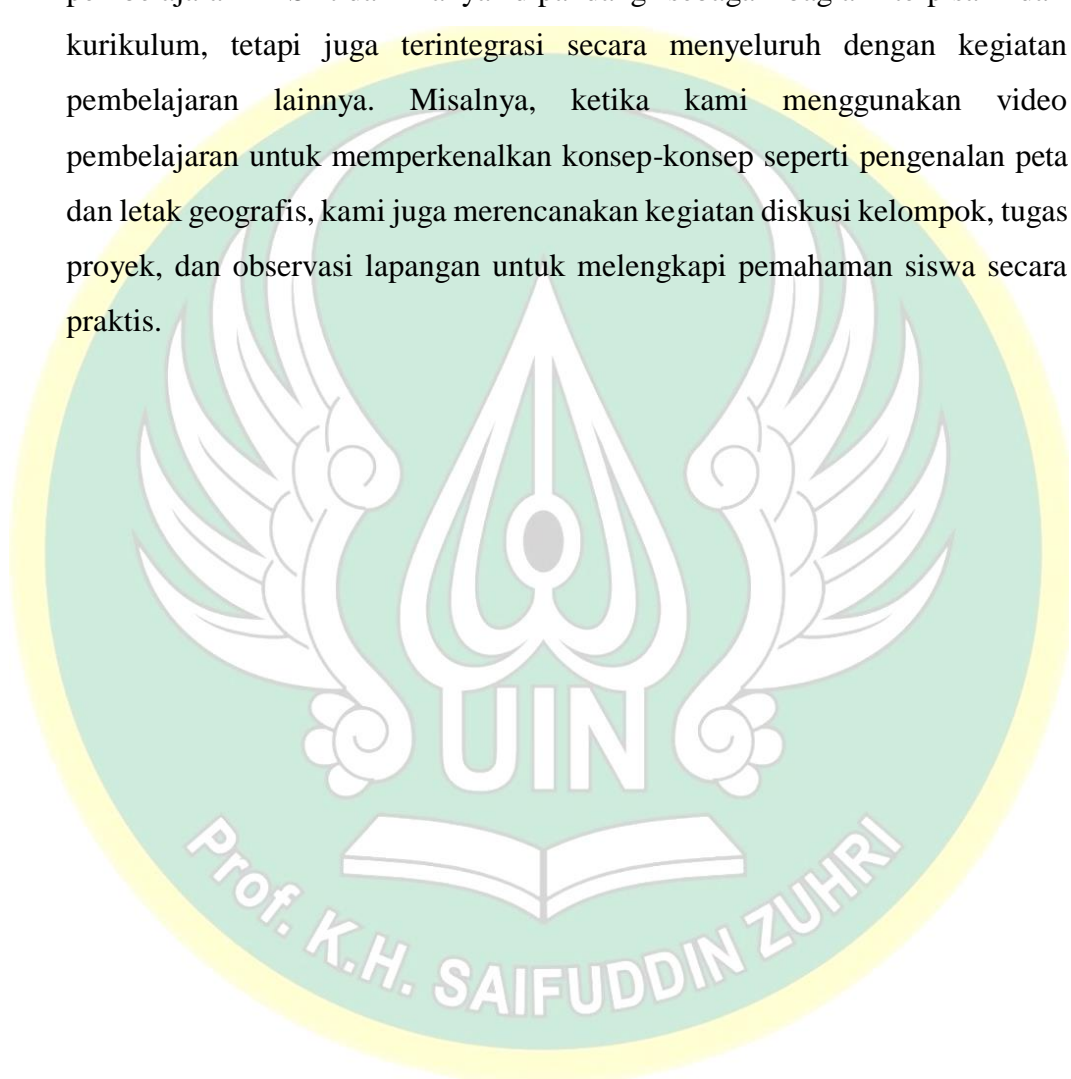 kurikulum, tetapi juga terintegrasi secara menyeluruh dengan kegiatan
pembelajaran lainnya. Misalnya, ketika kami menggunakan video
pembelajaran untuk memperkenalkan konsep-konsep seperti pengenalan peta
dan letak geografis, kami juga merencanakan kegiatan diskusi kelompok, tugas
proyek, dan observasi lapangan untuk melengkapi pemahaman siswa secara
praktis.
UIN
Prof. K.H. SAIFUDDIN ZUHRI